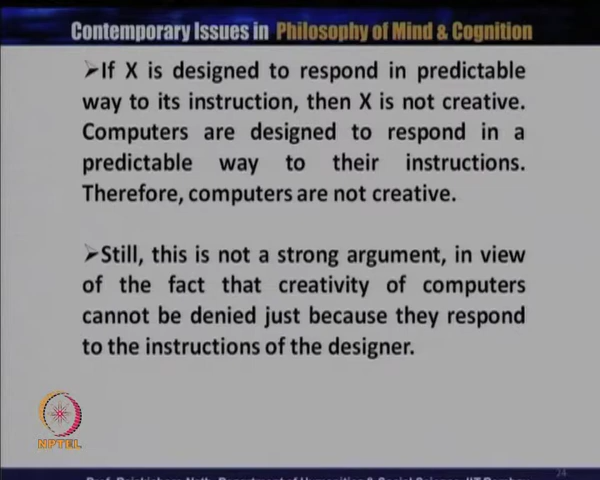 Contemporary Issues in Philosophy of Mind & Cognition
➢If X is designed to respond in predictable
way to its instruction, then X is not creative.
Computers are designed to respond in a
predictable way to their instructions.
Therefore, computers are not creative.
➢Still, this is not a strong argument, in view
of the fact that creativity of computers
cannot be denied just because they respond
to the instructions of the designer.
NPTEL